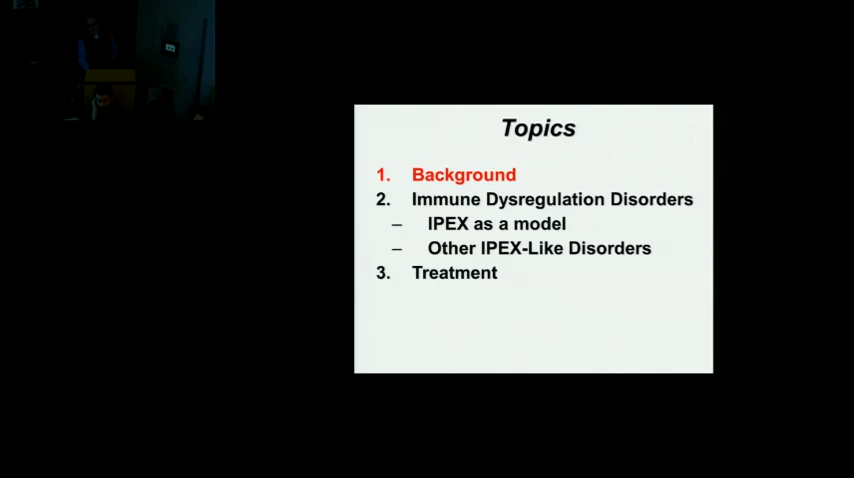 Topics
1. Background
2. Immune Dysregulation Disorders
– IPEX as a model
– Other IPEX-Like Disorders
3. Treatment